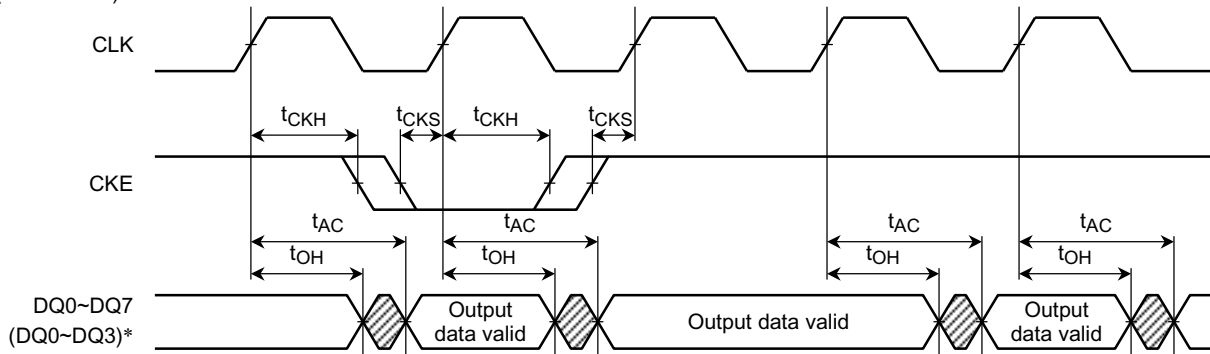 CLK
tCKH tCKS tCKH tCKS
CKE
tAC tAC tAC tAC
tOH tOH tOH tOH
DQ0~DQ7
(DQ0~DQ3)*
Output
data valid
Output data valid
Output
data valid